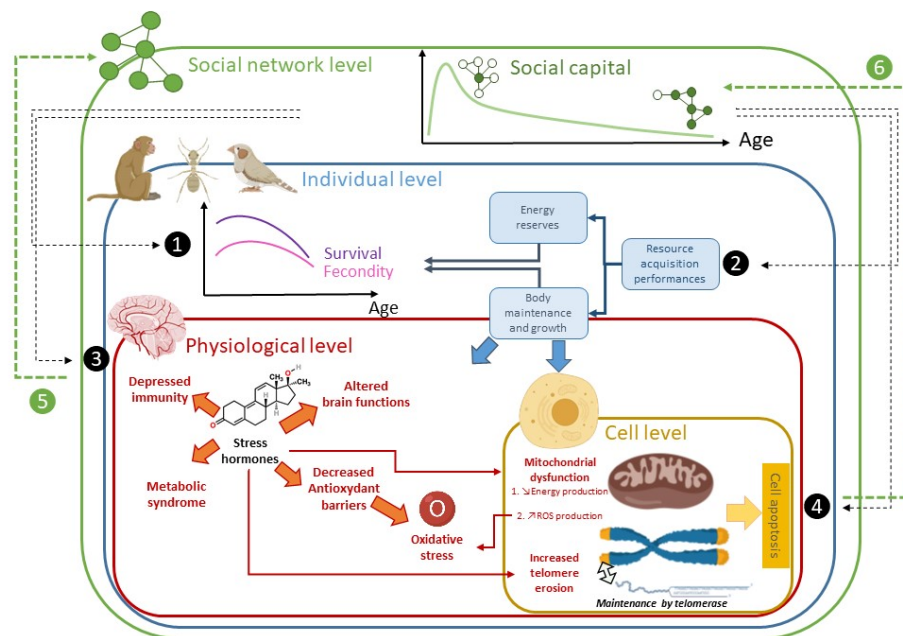 Social network level
Social capital
6
Age
Individual level
1
Survival
Fecondity
Age
Energy
reserves
Resource
acquisition
performances
2
Body
maintenance
and growth
3
Physiological level
5
Depressed
immunity
OH
CH₃
CH₃
H
H
H
O
Altered
brain functions
Stress
hormones
Metabolic
syndrome
Decreased
Antioxydant
barriers
O
Oxidative
stress
Cell level
Mitochondrial
dysfunction
1. ↘Energy production
2. ↗ROS production
Increased
telomere
erosion
Maintenance by telomerase
Cell apoptosis
4